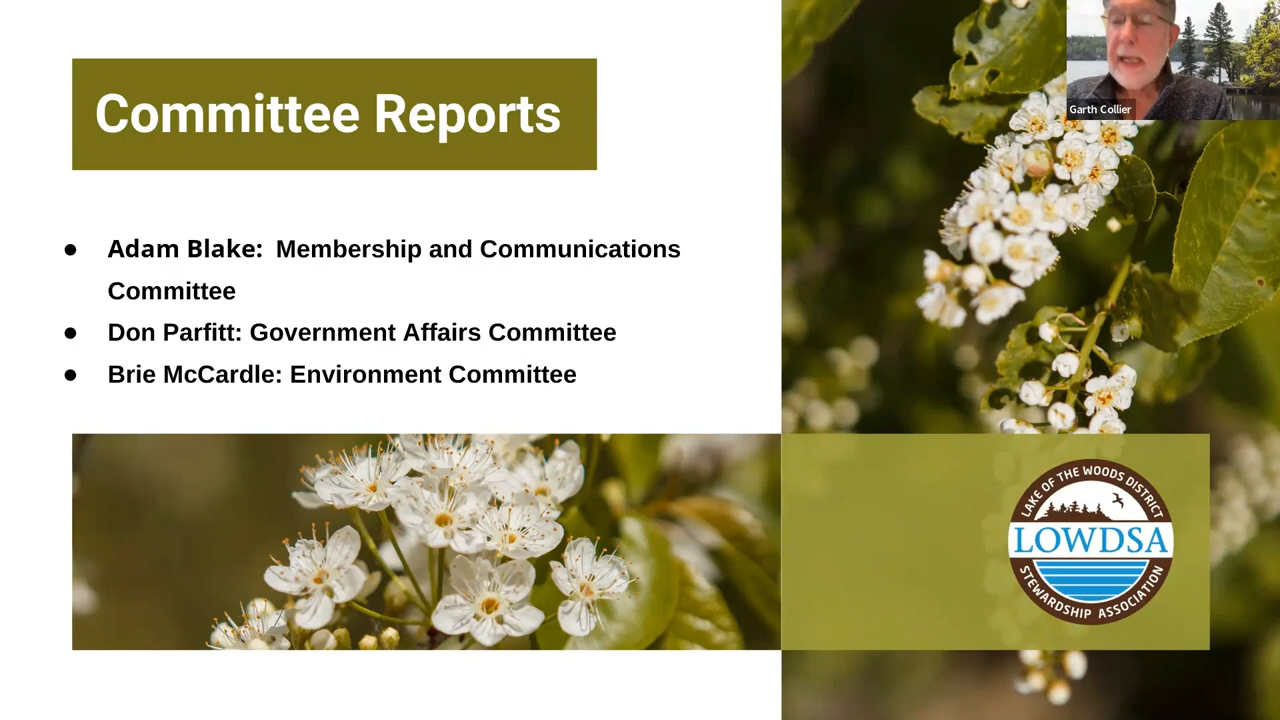 Committee Reports
Garth Collier
● Adam Blake: Membership and Communications
Committee
● Don Parfitt: Government Affairs Committee
● Brie McCardle: Environment Committee
LAKE OF THE WOODS DISTRICT
LOWDSA
STEWARDSHIP ASSOCIATION